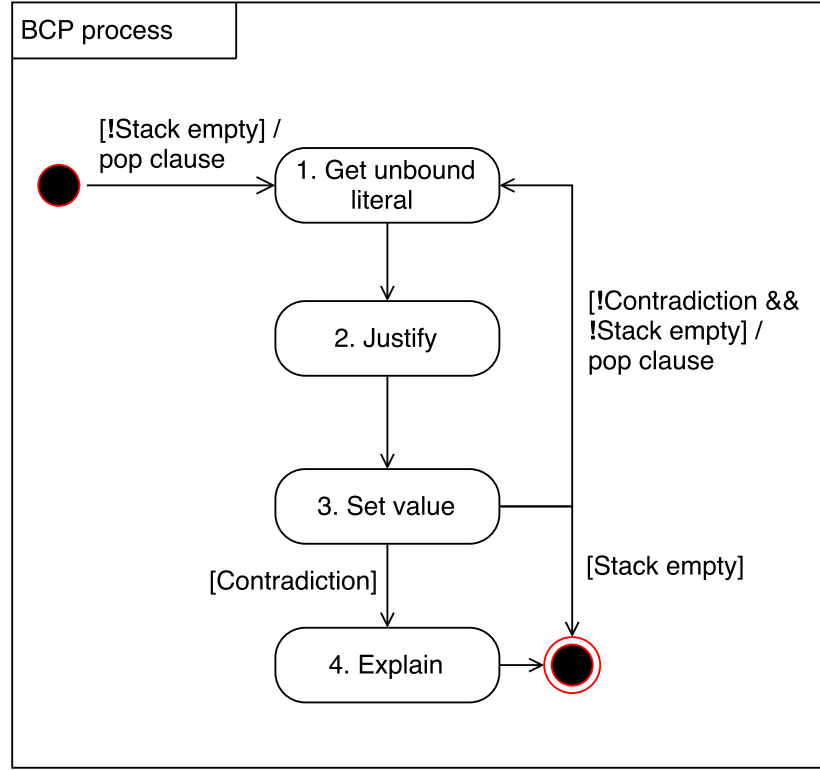 BCP process
[!Stack empty] /
pop clause
1. Get unbound
literal
2. Justify
[!Contradiction &&
!Stack empty] /
pop clause
3. Set value
[Contradiction]
[Stack empty]
4. Explain